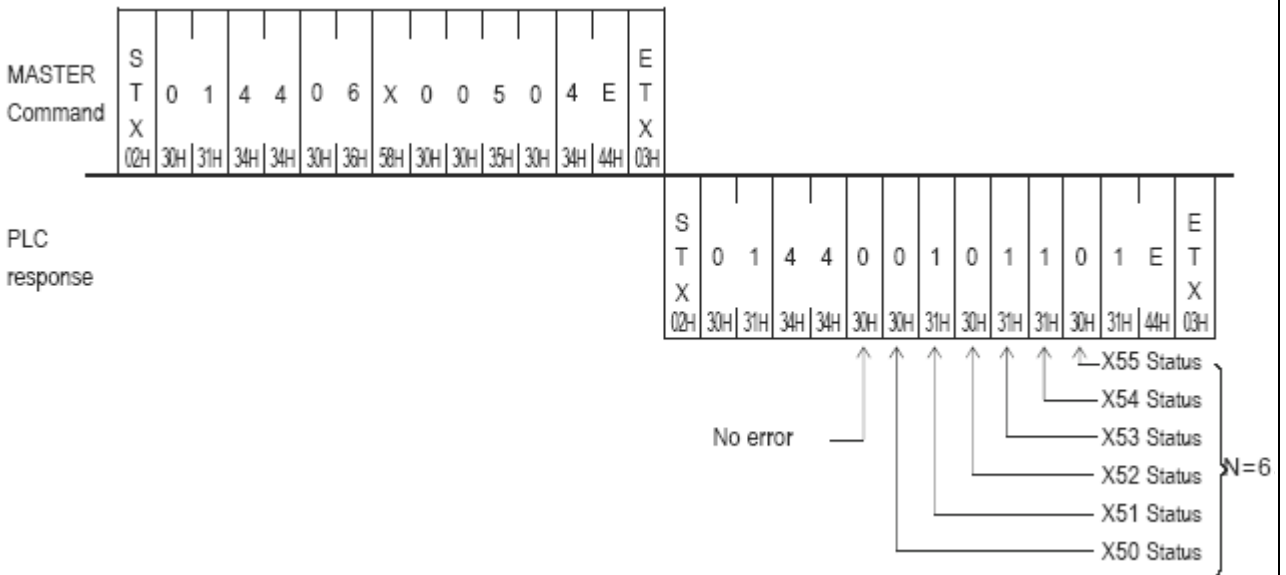 MASTER
Command
S T X 0 1 4 4 0 6 X 0 0 5 0 4 E E T X
02H 30H 31H 34H 34H 30H 36H 58H 30H 30H 35H 30H 34H 44H 03H
PLC
response
S T X 0 1 4 4 0 0 1 0 1 1 0 1 E E T X
02H 30H 31H 34H 34H 30H 30H 31H 30H 31H 31H 30H 31H 44H 03H
X55 Status
X54 Status
No error
X53 Status
X52 Status
N=6
X51 Status
X50 Status